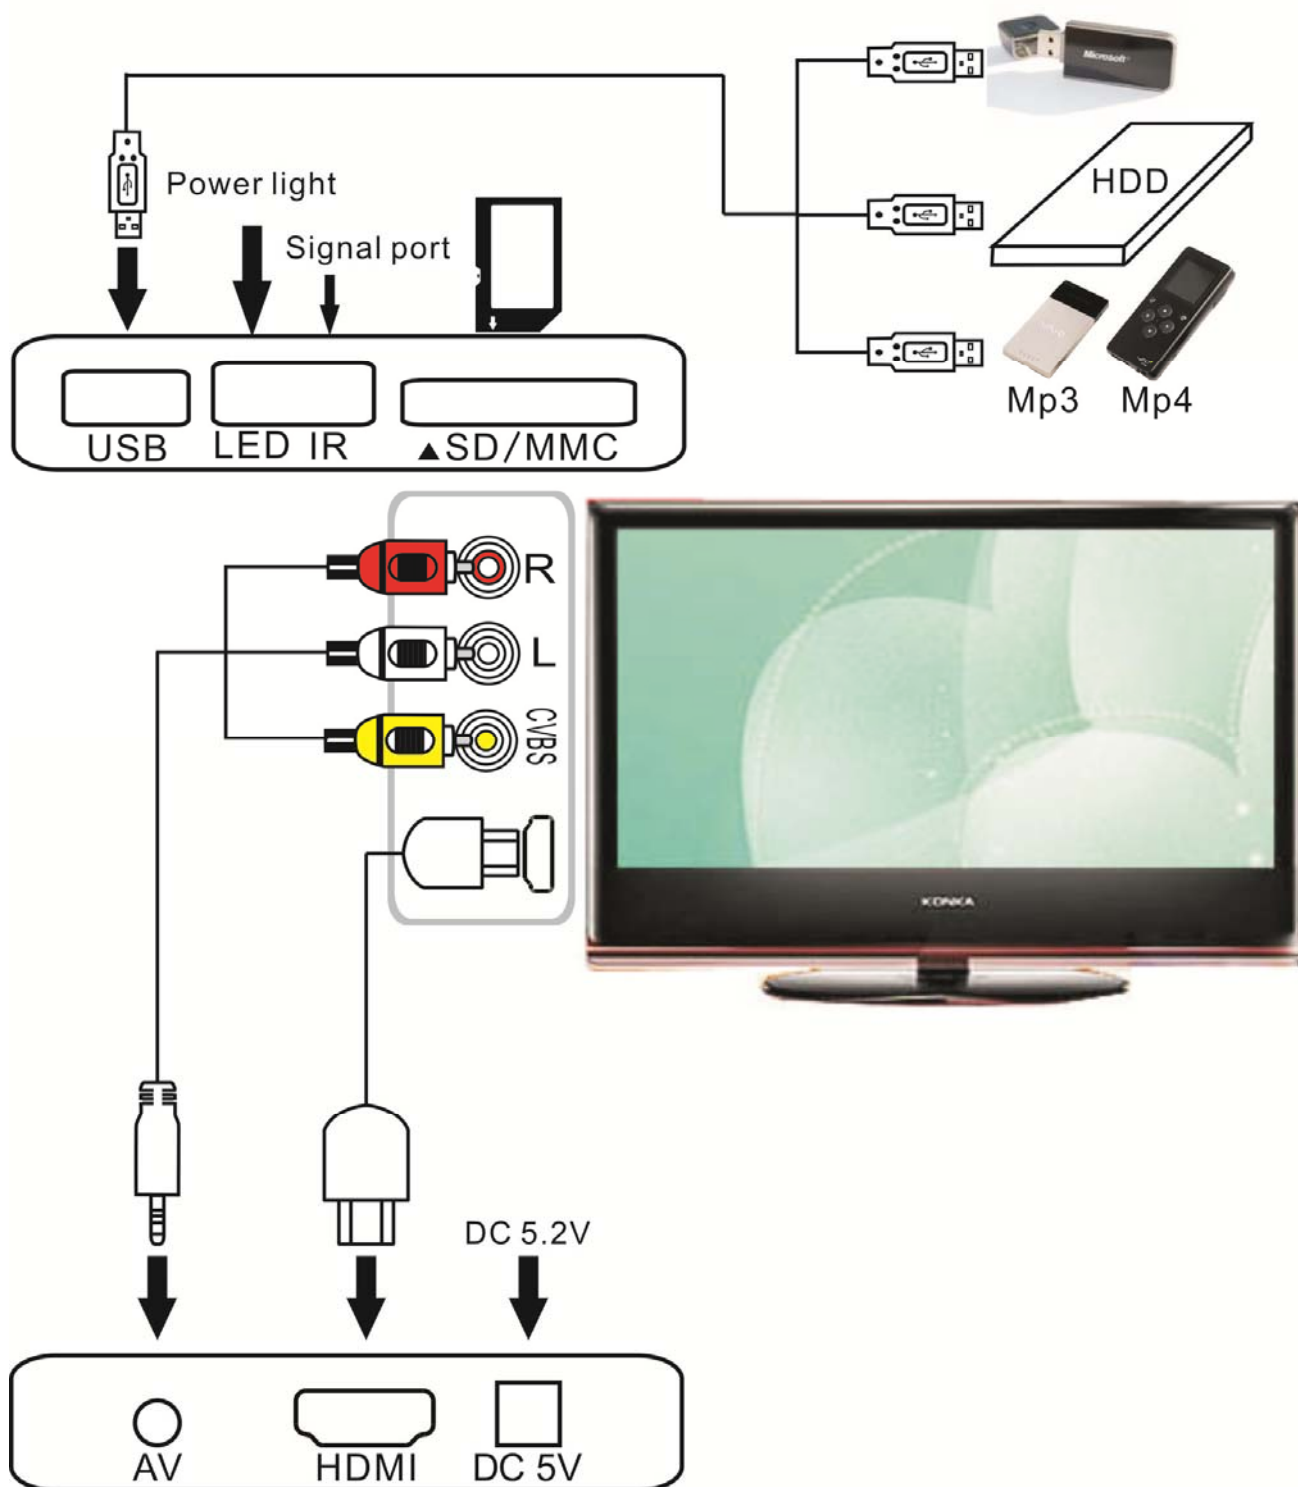 Microsoft
HDD
Power light
Signal port
Mp3 Mp4
USB LED IR ▲SD/MMC
R
L
CVBS
KONKA
DC 5.2V
AV HDMI DC 5V